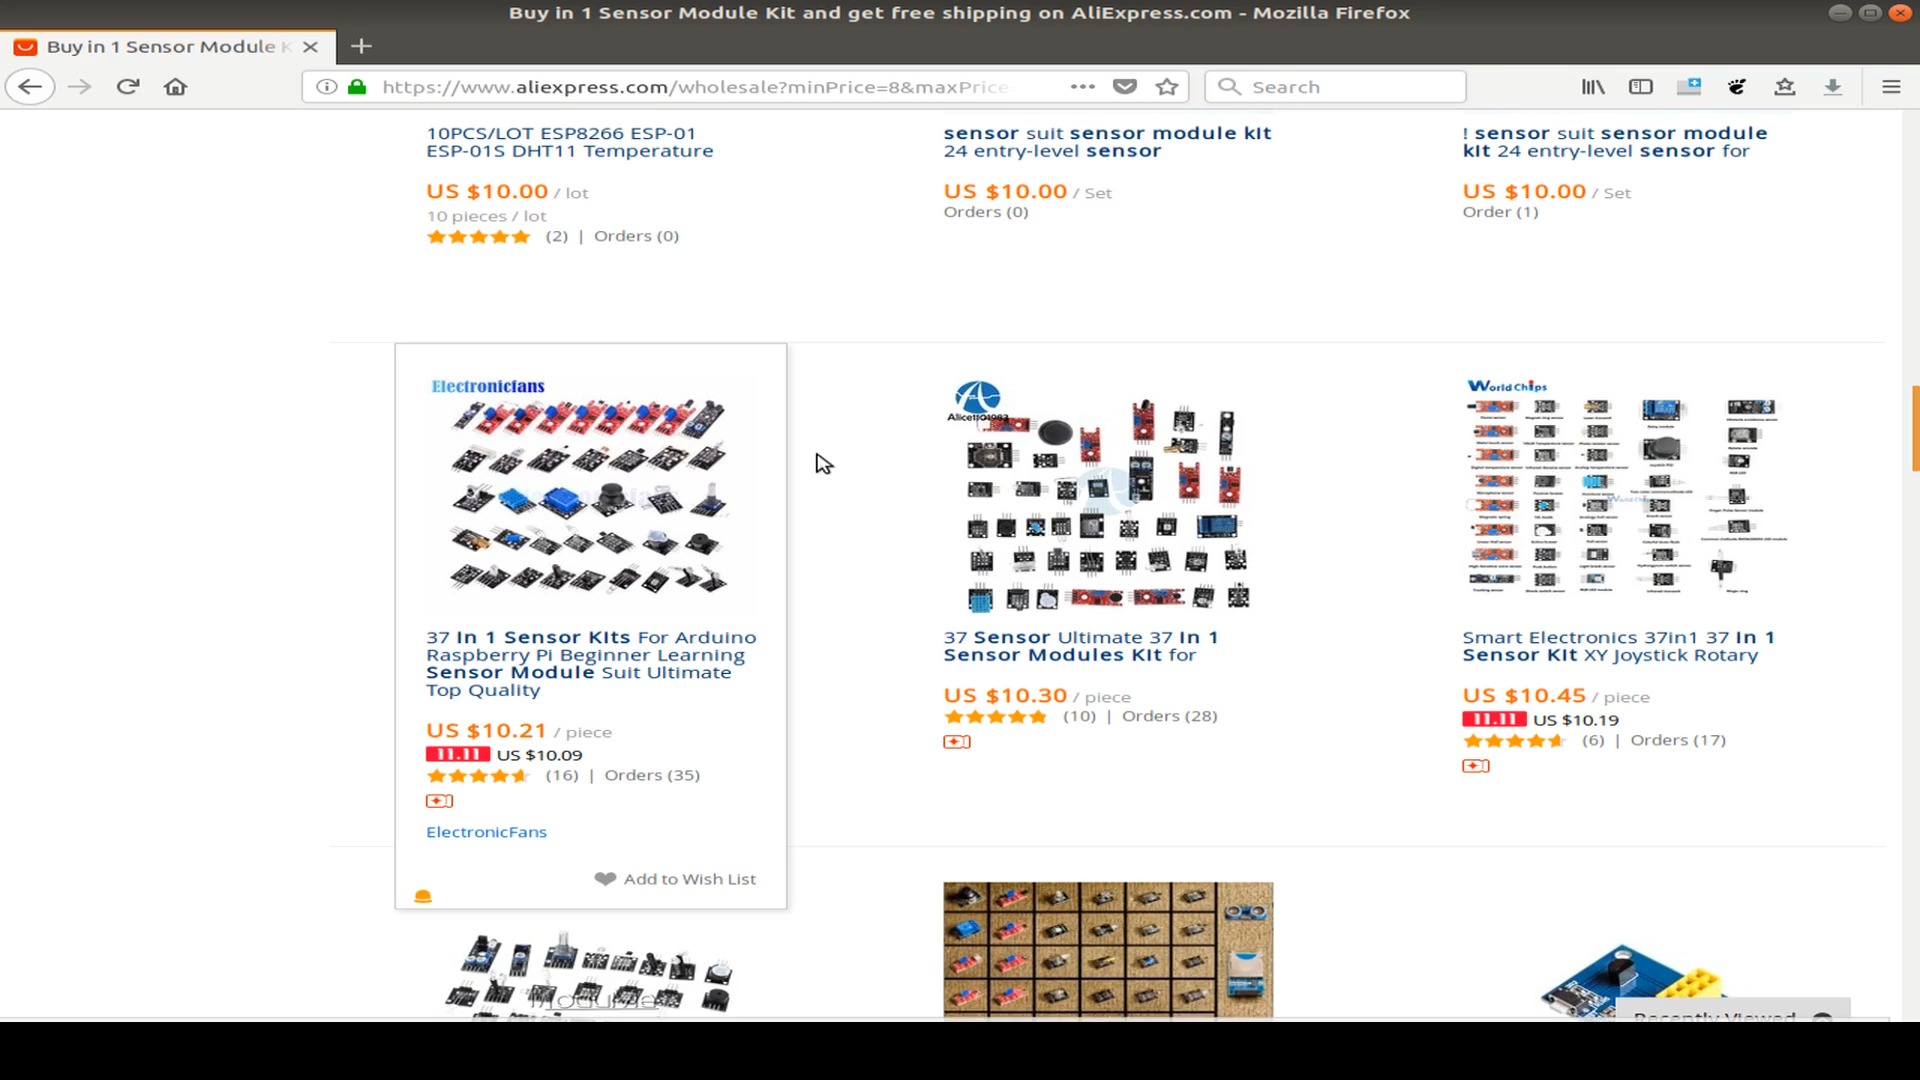 Buy in 1 Sensor Module Kit and get free shipping on AliExpress.com - Mozilla Firefox
Buy in 1 Sensor Module K
https://www.aliexpress.com/wholesale?minPrice=8&maxPrice
Search
10PCS/LOT ESP8266 ESP-01
ESP-01S DHT11 Temperature
US $10.00 / lot
10 pieces / lot
(2) | Orders (0)
sensor suit sensor module kit
24 entry-level sensor
US $10.00 / Set
Orders (0)
! sensor suit sensor module
kit 24 entry-level sensor for
US $10.00 / Set
Order (1)
Electronicfans
37 In 1 Sensor KIts For Arduino
Raspberry Pi Beginner Learning
Sensor Module Suit Ultimate
Top Quality
US $10.21 / piece
11.11 US $10.09
(16) | Orders (35)
ElectronicFans
Add to Wish List
Alice1101983
37 Sensor Ultimate 37 In 1
Sensor Modules KIt for
US $10.30 / piece
(10) | Orders (28)
World Chips
Smart Electronics 37in1 37 In 1
Sensor KIt XY Joystick Rotary
US $10.45 / piece
11.11 US $10.19
(6) | Orders (17)
Recently Viewed